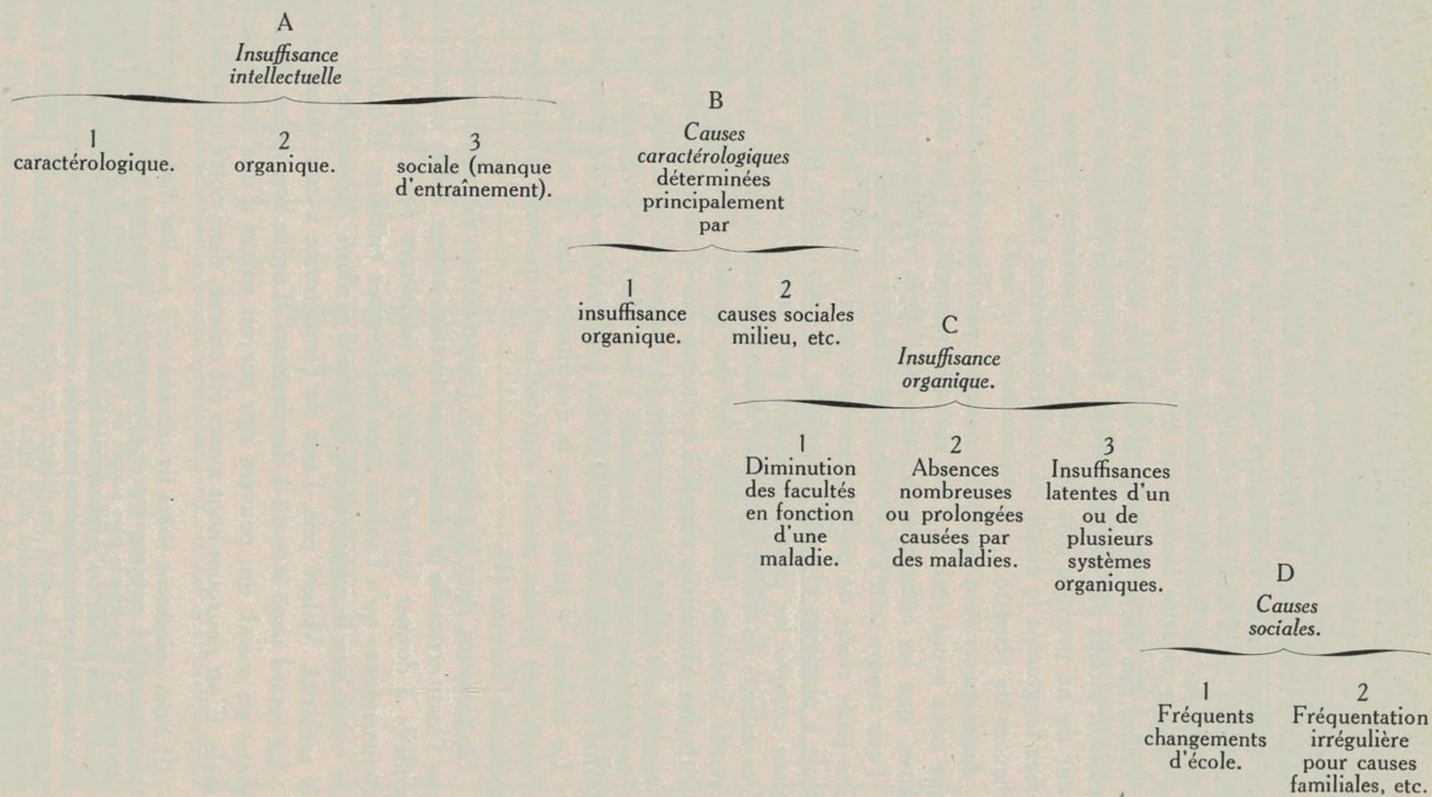 A
Insuffisance
intellectuelle
1
caractérologique.
2
organique.
3
sociale (manque
d'entraînement).
B
Causes
caractérologiques
déterminées
principalement
par
1
insuffisance
organique.
2
causes sociales
milieu, etc.
C
Insuffisance
organique.
1
Diminution
des facultés
en fonction
d'une
maladie.
2
Absences
nombreuses
ou prolongées
causées par
des maladies.
3
Insuffisances
latentes d'un
ou de
plusieurs
systèmes
organiques.
D
Causes
sociales.
1
Fréquents
changements
d'école.
2
Fréquentation
irrégulière
pour causes
familiales, etc.